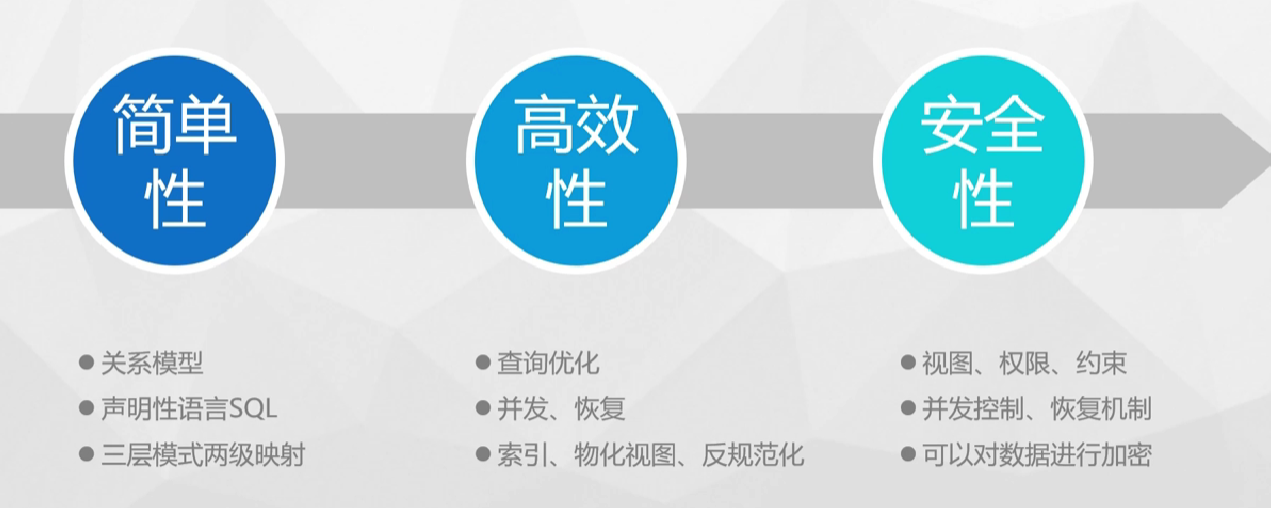 简单
性
高效
性
安全
性
关系模型
声明性语言SQL
三层模式两级映射
查询优化
并发、恢复
索引、物化视图、反规范化
视图、权限、约束
并发控制、恢复机制
可以对数据进行加密